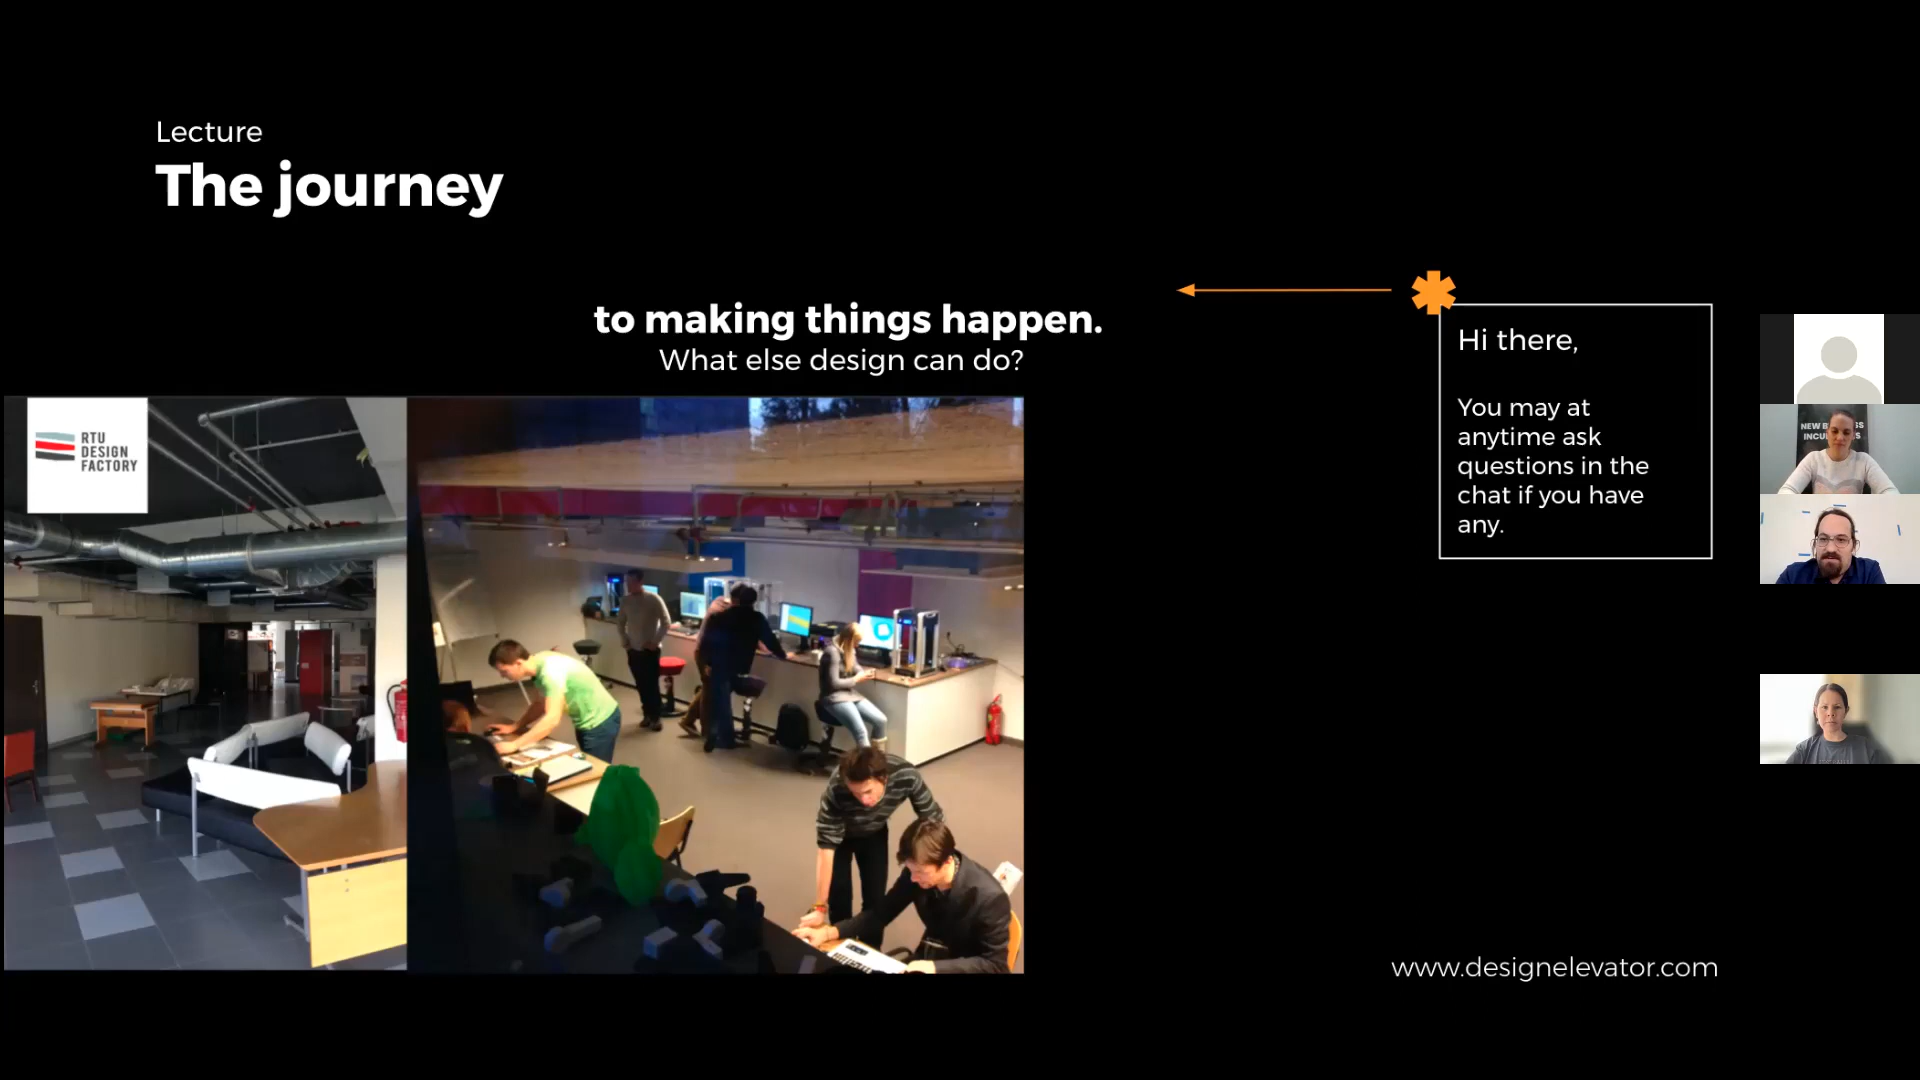 Lecture
The journey
to making things happen.
What else design can do?
Hi there,
You may at
anytime ask
questions in the
chat if you have
any.
RTU
DESIGN
FACTORY
www.designelevator.com